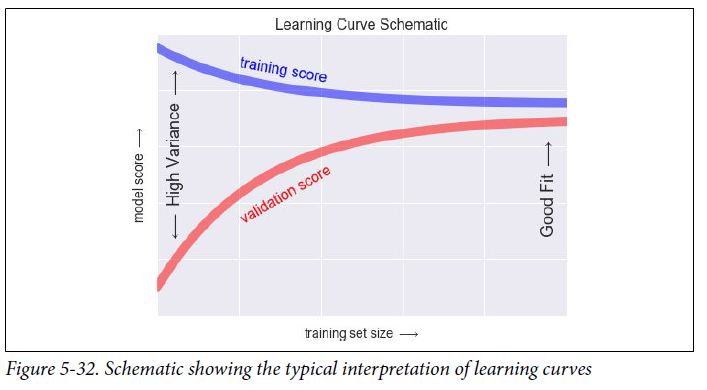 Learning Curve Schematic
training score
validation score
← High Variance →
Good Fit →
model score →
training set size →
Figure 5-32. Schematic showing the typical interpretation of learning curves